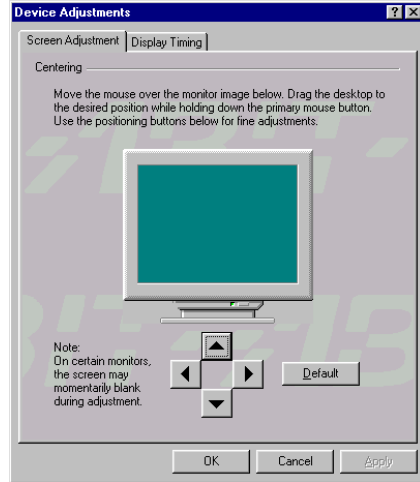 Device Adjustments
Screen Adjustment Display Timing
Centering
Move the mouse over the monitor image below. Drag the desktop to
the desired position while holding down the primary mouse button.
Use the positioning buttons below for fine adjustments.
Note:
On certain monitors,
the screen may
momentarily blank
during adjustment.
Default
OK Cancel Apply